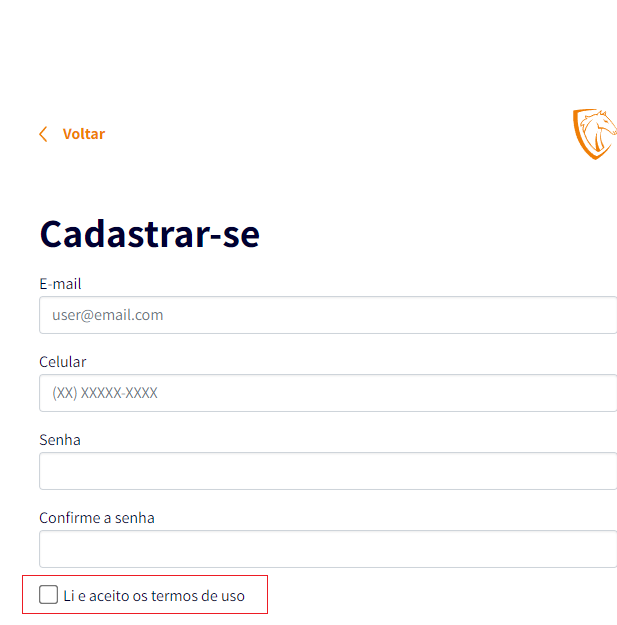 Voltar
Cadastrar-se
E-mail
user@email.com
Celular
(XX) XXXXX-XXXX
Senha
Confirme a senha
Li e aceito os termos de uso